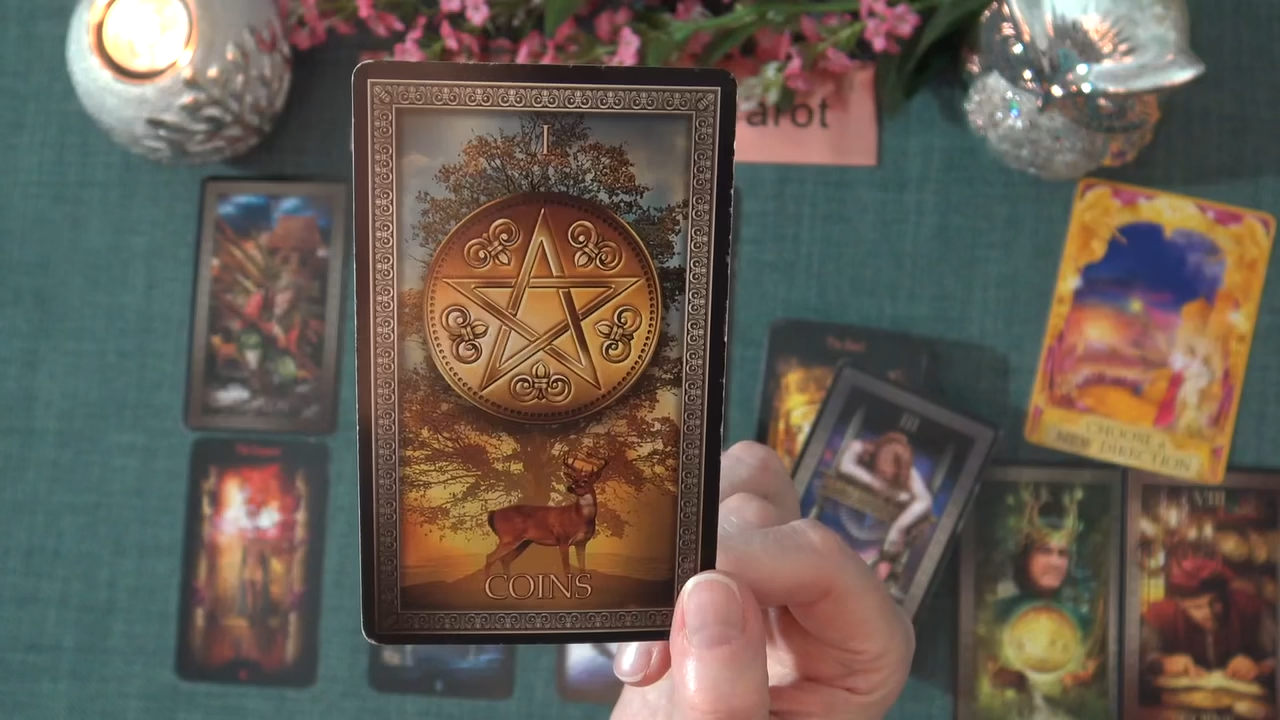 I
arot
COINS
III
CHOOSE A
NEW DIRECTION
VIII